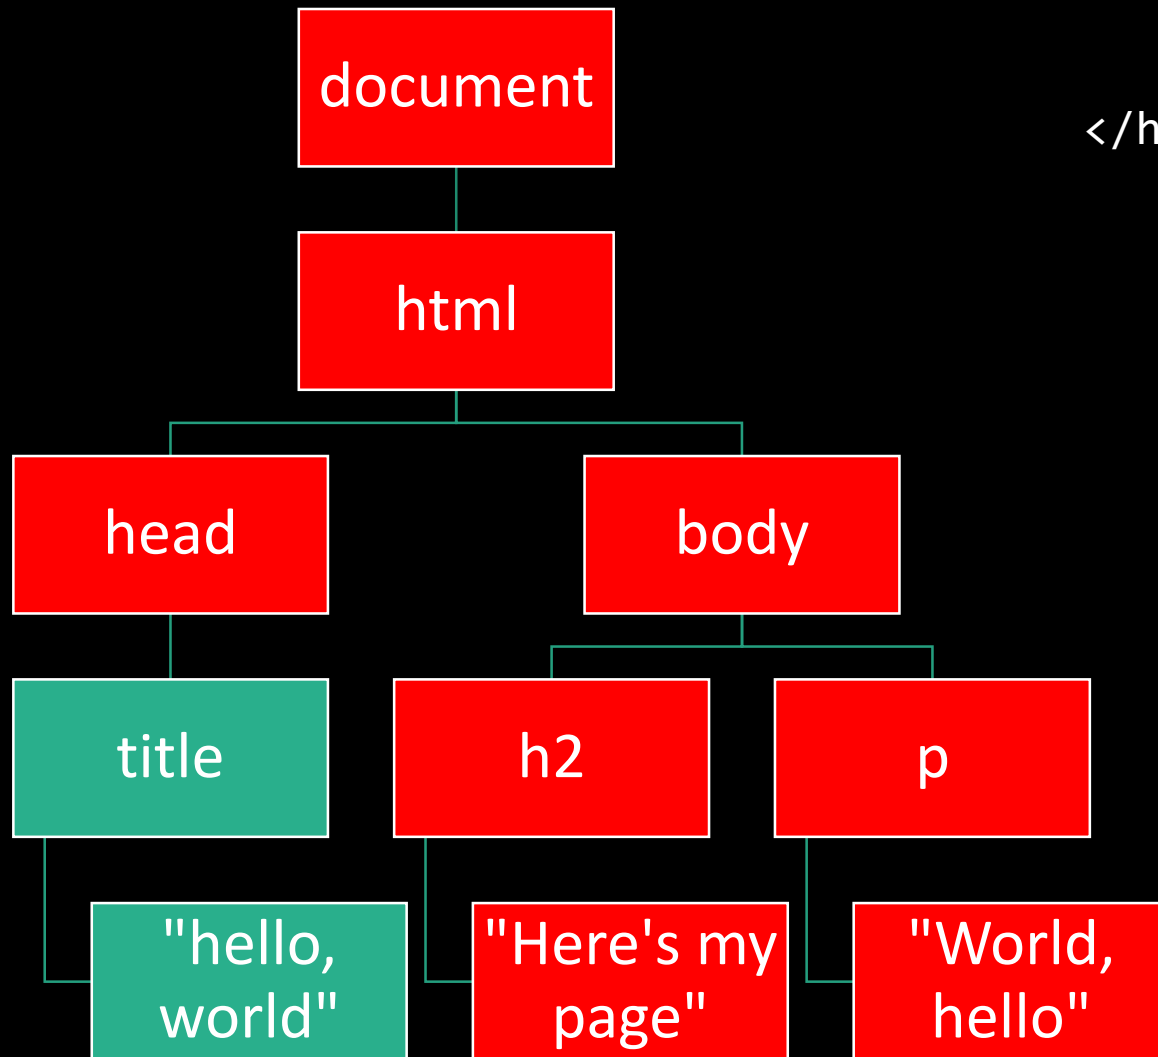 document
</h
html
head
body
title
h2
p
"hello,
world"
"Here's my
page"
"World,
hello"